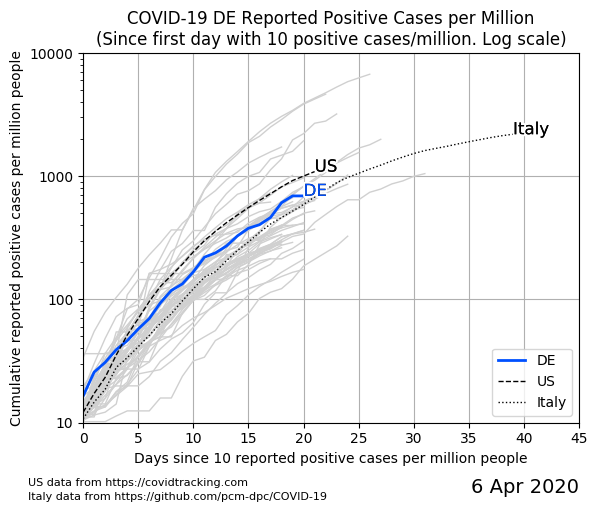 COVID-19 DE Reported Positive Cases per Million
(Since first day with 10 positive cases/million. Log scale)
Cumulative reported positive cases per million people
10000
1000
100
10
Italy
US
DE
DE
US
Italy
0
5
10
15
20
25
30
35
40
45
Days since 10 reported positive cases per million people
US data from https://covidtracking.com
Italy data from https://github.com/pcm-dpc/COVID-19
6 Apr 2020